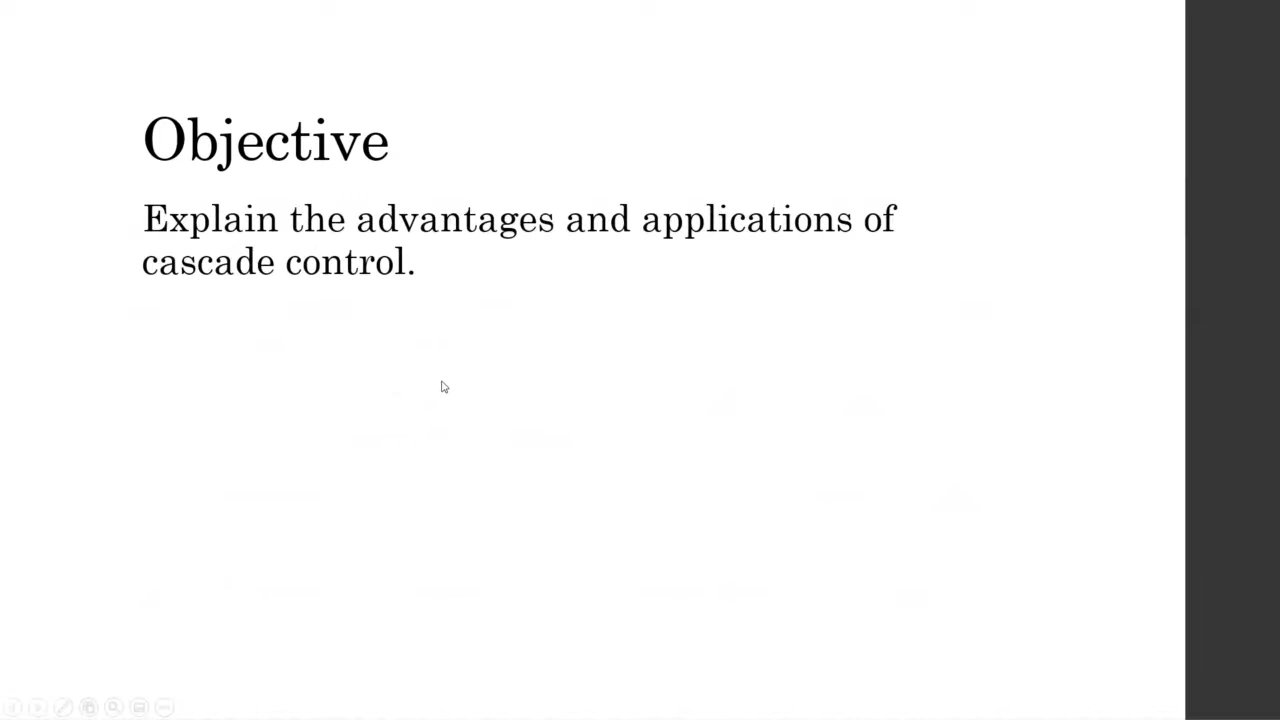 Objective
Explain the advantages and applications of
cascade control.